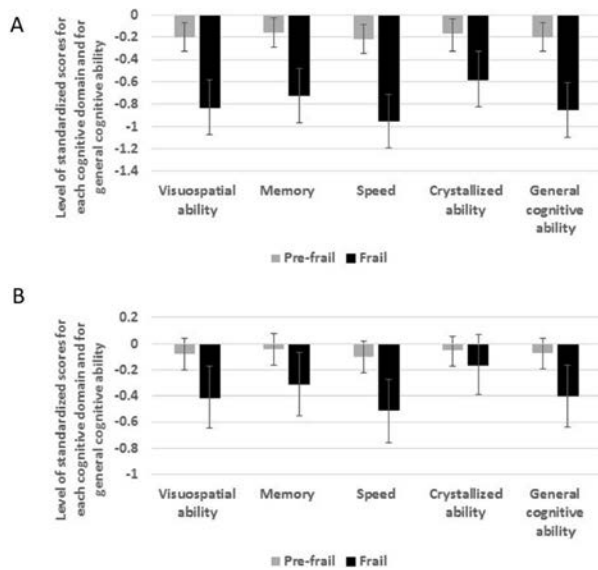 A
Level of standardized scores for
each cognitive domain and for
general cognitive ability
0
-0.2
-0.4
-0.6
-0.8
-1
-1.2
-1.4
Visuospatial ability
Memory
Speed
Crystallized ability
General cognitive ability
Pre-frail Frail
B
Level of standardized scores for
each cognitive domain and for
general cognitive ability
0.2
0
-0.2
-0.4
-0.6
-0.8
-1
Visuospatial ability
Memory
Speed
Crystallized ability
General cognitive ability
Pre-frail Frail